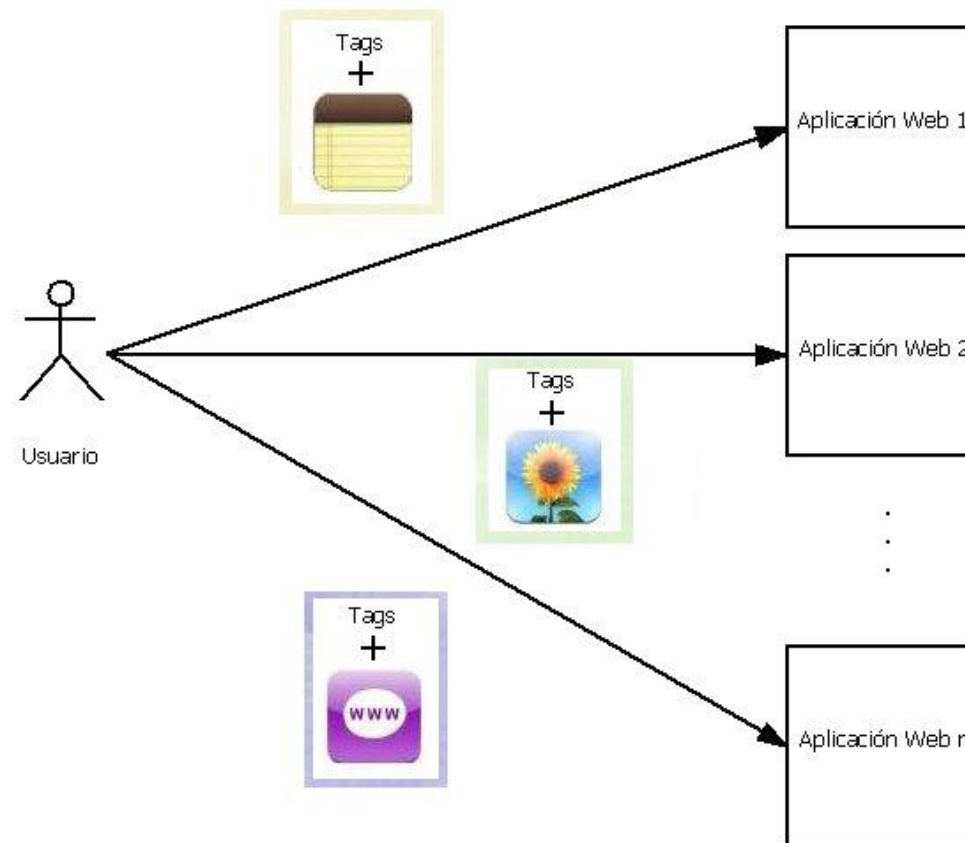 Tags
+
Aplicación Web 1
Aplicación Web 2
Usuario
Tags
+
.
.
.
Tags
+
www
Aplicación Web